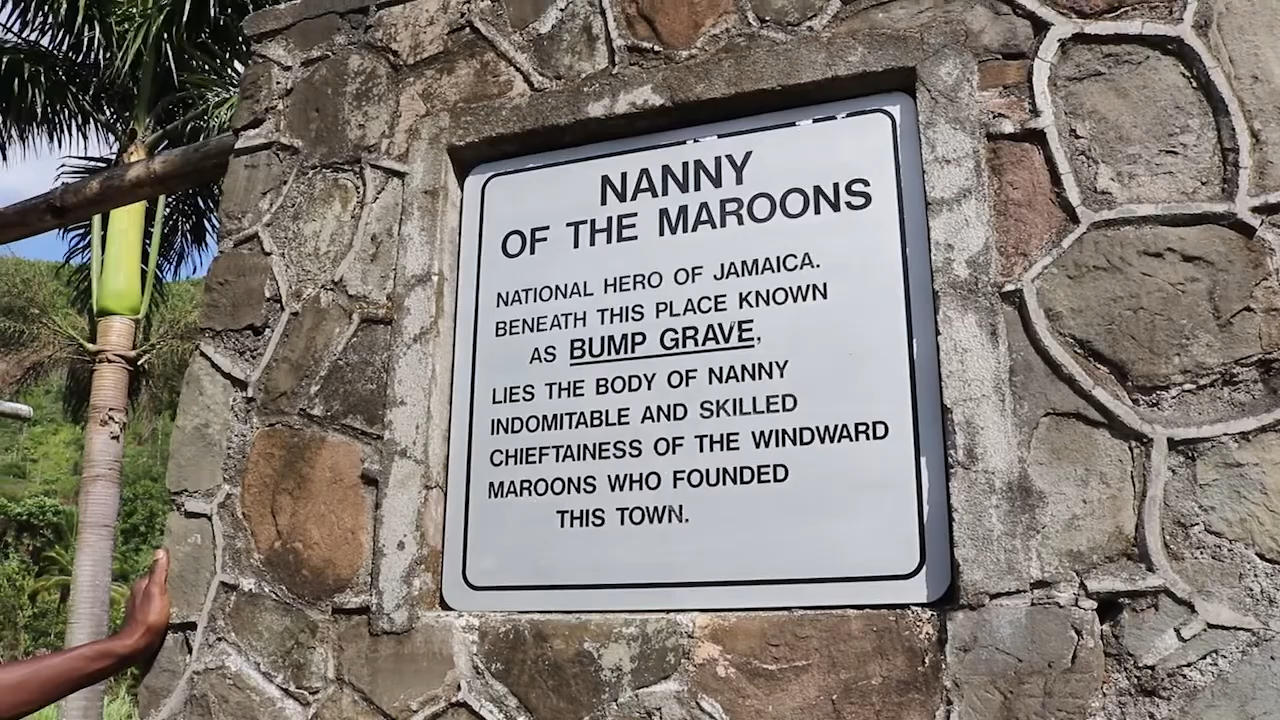 NANNY
OF THE MAROONS
NATIONAL HERO OF JAMAICA.
BENEATH THIS PLACE KNOWN
AS BUMP GRAVE,
LIES THE BODY OF NANNY
INDOMITABLE AND SKILLED
CHIEFTAINESS OF THE WINDWARD
MAROONS WHO FOUNDED
THIS TOWN.